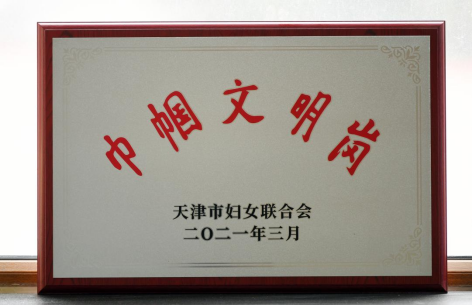 巾帼文明岗
天津市妇女联合会
二〇二一年三月